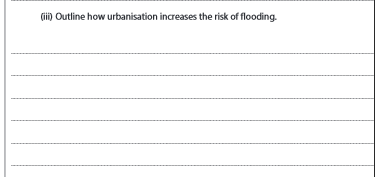 (iii) Outline how urbanisation increases the risk of flooding.